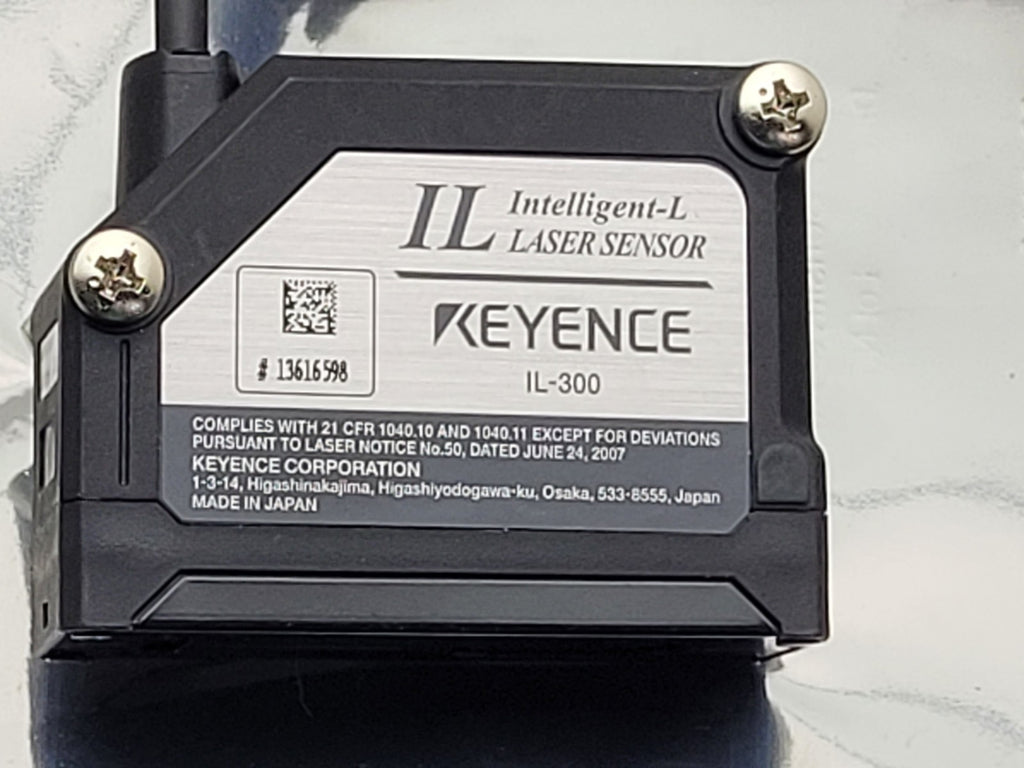 IL Intelligent-L
LASER SENSOR
KEYENCE
IL-300
# 13616598
COMPLIES WITH 21 CFR 1040.10 AND 1040.11 EXCEPT FOR DEVIATIONS
PURSUANT TO LASER NOTICE No.50, DATED JUNE 24, 2007
KEYENCE CORPORATION
1-3-14, Higashinakajima, Higashiyodogawa-ku, Osaka, 533-8555, Japan
MADE IN JAPAN